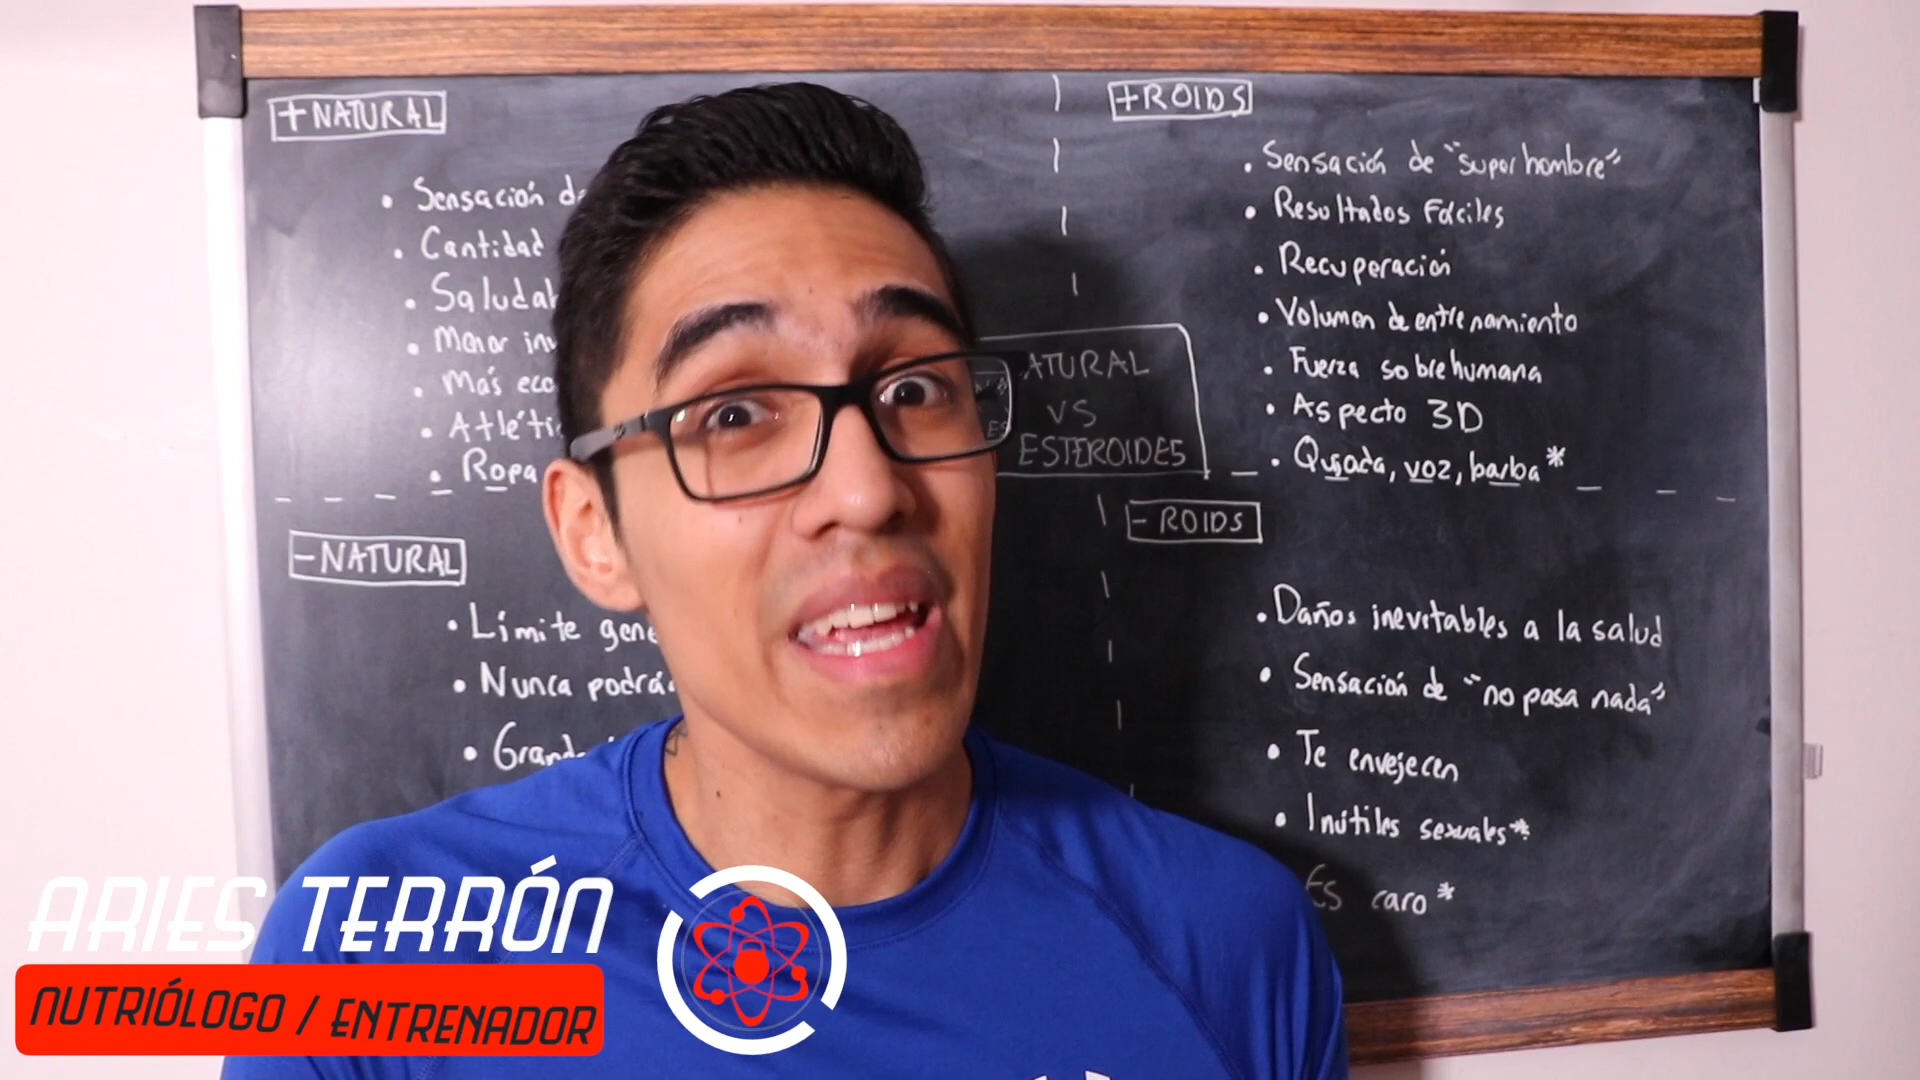 + NATURAL
• Sensación de
• Cantidad
• Saludab
• Menor inv
• Más eco
• Atléti
• Ropa
+ ROIDS
• Sensación de "super hombre"
• Resultados Fáciles
• Recuperación
• Volumen de entrenamiento
• Fuerza sobrehumana
• Aspecto 3D
• Quijada, voz, barba*
ATURAL
VS
ESTEROIDES
- NATURAL
• Límite gene
• Nunca podrá
- ROIDS
• Daños inevitables a la salud
• Sensación de "no pasa nada"
• Te envejecen
• Inútiles sexuales*
Es caro*
ARIES TERRÓN
NUTRIÓLOGO / ENTRENADOR